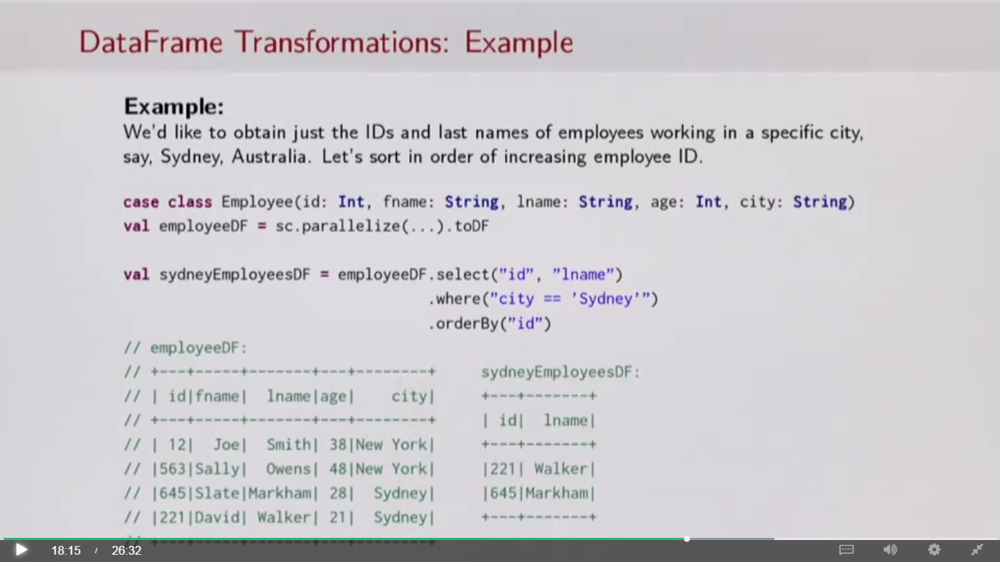 DataFrame Transformations: Example
Example:
We'd like to obtain just the IDs and last names of employees working in a specific city,
say, Sydney, Australia. Let's sort in order of increasing employee ID.
case class Employee(id: Int, fname: String, lname: String, age: Int, city: String)
val employeeDF = sc.parallelize(...).toDF
val sydneyEmployeesDF = employeeDF.select("id", "lname")
.where("city == 'Sydney'")
.orderBy("id")
// employeeDF:
// +---+-----+-------+---+--------+
// | id|fname|  lname|age|    city|
// +---+-----+-------+---+--------+
// | 12|  Joe|  Smith| 38|New York|
// |563|Sally|  Owens| 48|New York|
// |645|Slate|Markham| 28|  Sydney|
// |221|David| Walker| 21|  Sydney|
// +---+-----+-------+---+--------+
sydneyEmployeesDF:
+---+-------+
| id|  lname|
+---+-------+
|221| Walker|
|645|Markham|
+---+-------+
18:15 / 26:32